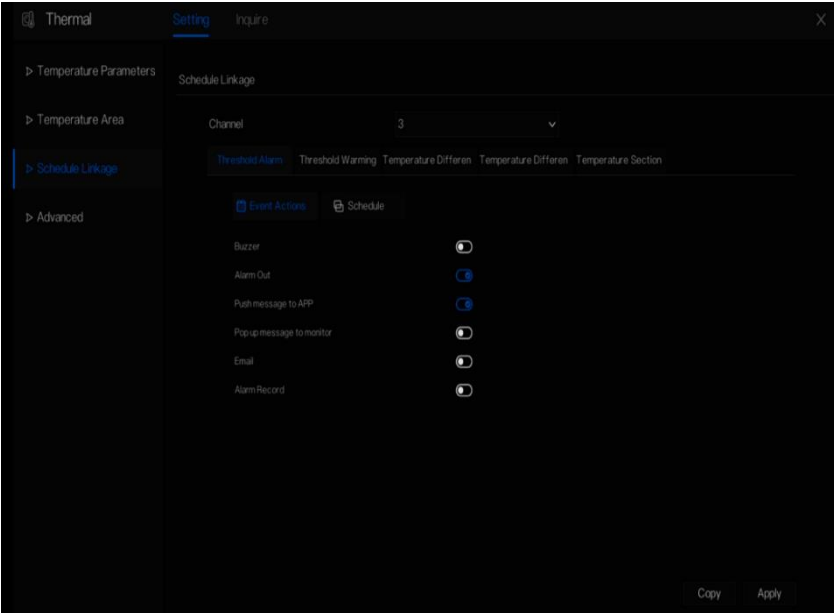 Thermal Setting Inquire X
Temperature Parameters
Temperature Area
Schedule Linkage
Advanced
Schedule Linkage
Channel 3
Threshold Alarm Threshold Warming Temperature Differen Temperature Differen Temperature Section
Event Actions Schedule
Buzzer
Alarm Out
Push message to APP
Pop up message to monitor
Email
Alarm Record
Copy Apply